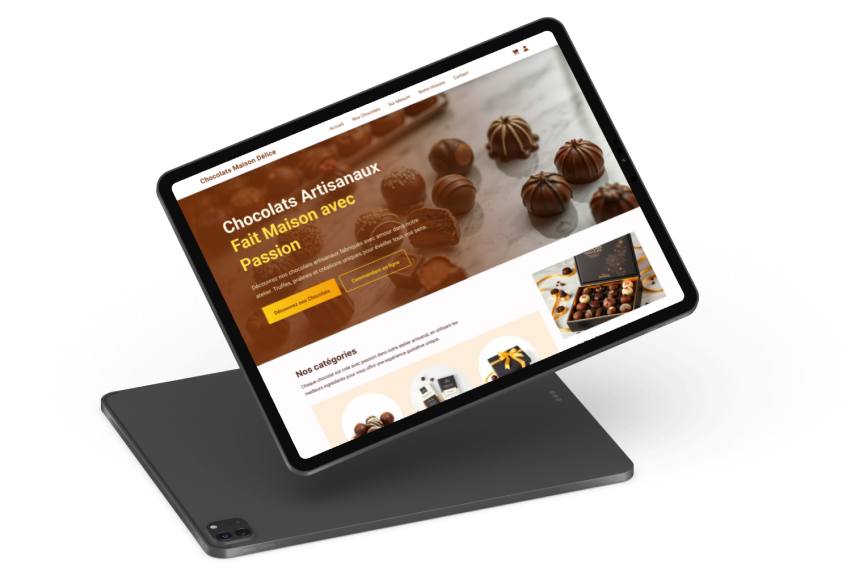 Chocolats Maison Délice
Accueil
Nos Chocolats
Sur Mesure
Notre Histoire
Contact
Chocolats Artisanaux
Fait Maison avec
Passion
Découvrez nos chocolats artisanaux fabriqués avec amour dans notre
atelier. Truffes, pralines et créations uniques pour éveiller tous vos sens.
Découvrez nos Chocolats
Commandez en ligne
Nos catégories
Chaque chocolat est créé avec passion dans notre atelier artisanal, en utilisant les
meilleurs ingrédients pour vous offrir une expérience gustative unique.